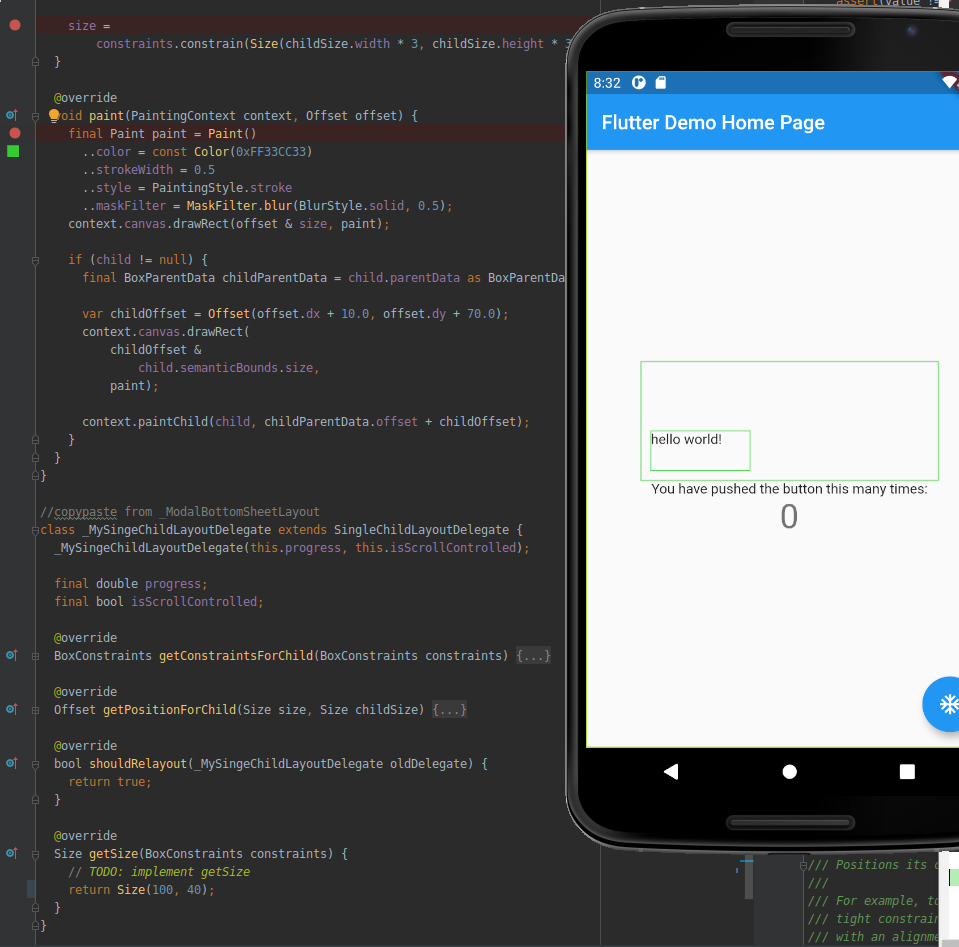 size =
constraints.constrain(Size(childSize.width * 3, childSize.height * 3
}
@override
void paint(PaintingContext context, Offset offset) {
final Paint paint = Paint()
..color = const Color(0xFF33CC33)
..strokeWidth = 0.5
..style = PaintingStyle.stroke
..maskFilter = MaskFilter.blur(BlurStyle.solid, 0.5);
context.canvas.drawRect(offset & size, paint);
if (child != null) {
final BoxParentData childParentData = child.parentData as BoxParentDa
var childOffset = Offset(offset.dx + 10.0, offset.dy + 70.0);
context.canvas.drawRect(
childOffset &
child.semanticBounds.size,
paint);
context.paintChild(child, childParentData.offset + childOffset);
}
}
}
//copypaste from _ModalBottomSheetLayout
class _MySingeChildLayoutDelegate extends SingleChildLayoutDelegate {
_MySingeChildLayoutDelegate(this.progress, this.isScrollControlled);
final double progress;
final bool isScrollControlled;
@override
BoxConstraints getConstraintsForChild(BoxConstraints constraints) {...}
@override
Offset getPositionForChild(Size size, Size childSize) {...}
@override
bool shouldRelayout(_MySingeChildLayoutDelegate oldDelegate) {
return true;
}
@override
Size getSize(BoxConstraints constraints) {
// TODO: implement getSize
return Size(100, 40);
}
}
assert(value !=
8:32
Flutter Demo Home Page
hello world!
You have pushed the button this many times:
0
/// Positions its
///
/// For example, to
/// tight constrain
/// with an alignme